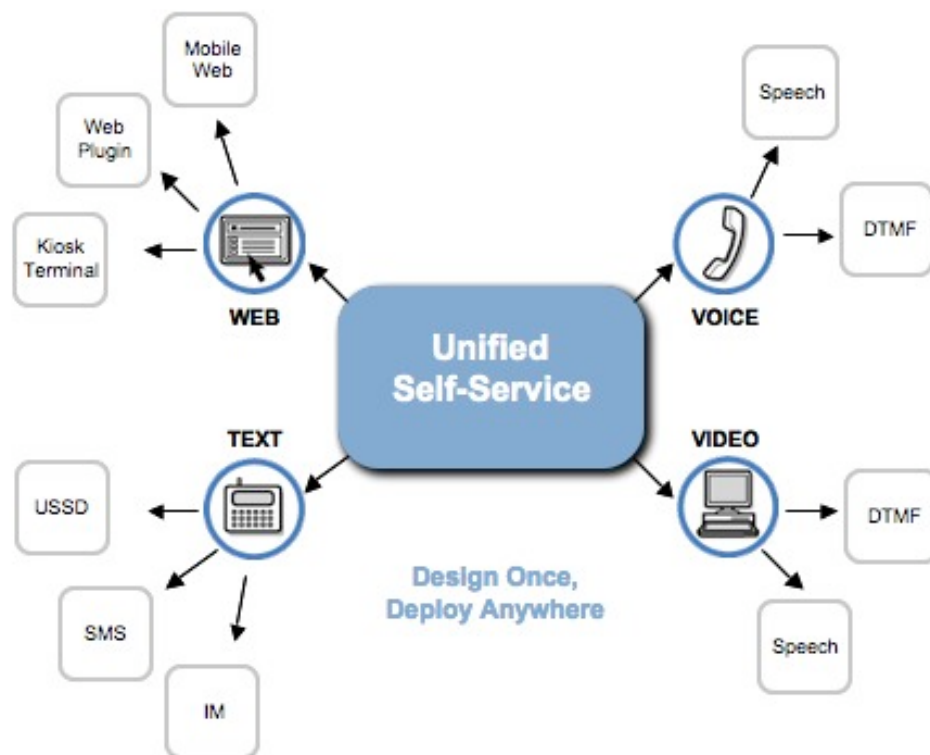 Mobile
Web
Speech
Web
Plugin
DTMF
Kiosk
Terminal
WEB
VOICE
Unified
Self-Service
TEXT
VIDEO
USSD
DTMF
Design Once,
Deploy Anywhere
SMS
Speech
IM